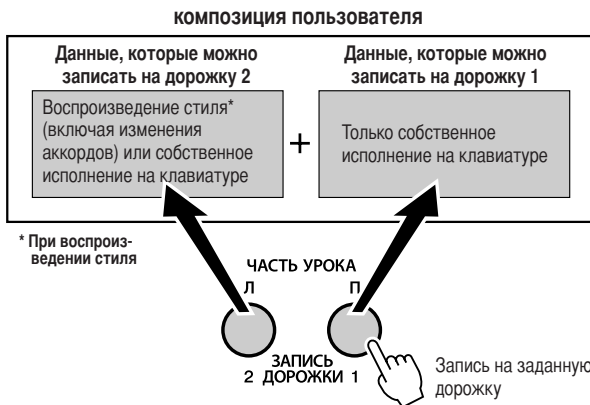 композиция пользователя
Данные, которые можно
записать на дорожку 2
Данные, которые можно
записать на дорожку 1
Воспроизведение стиля*
(включая изменения
аккордов) или собственное
исполнение на клавиатуре
+
Только собственное
исполнение на клавиатуре
* При воспроиз-
ведении стиля
ЧАСТЬ УРОКА
Л
П
ЗАПИСЬ
2 ДОРОЖКИ 1
Запись на заданную
дорожку